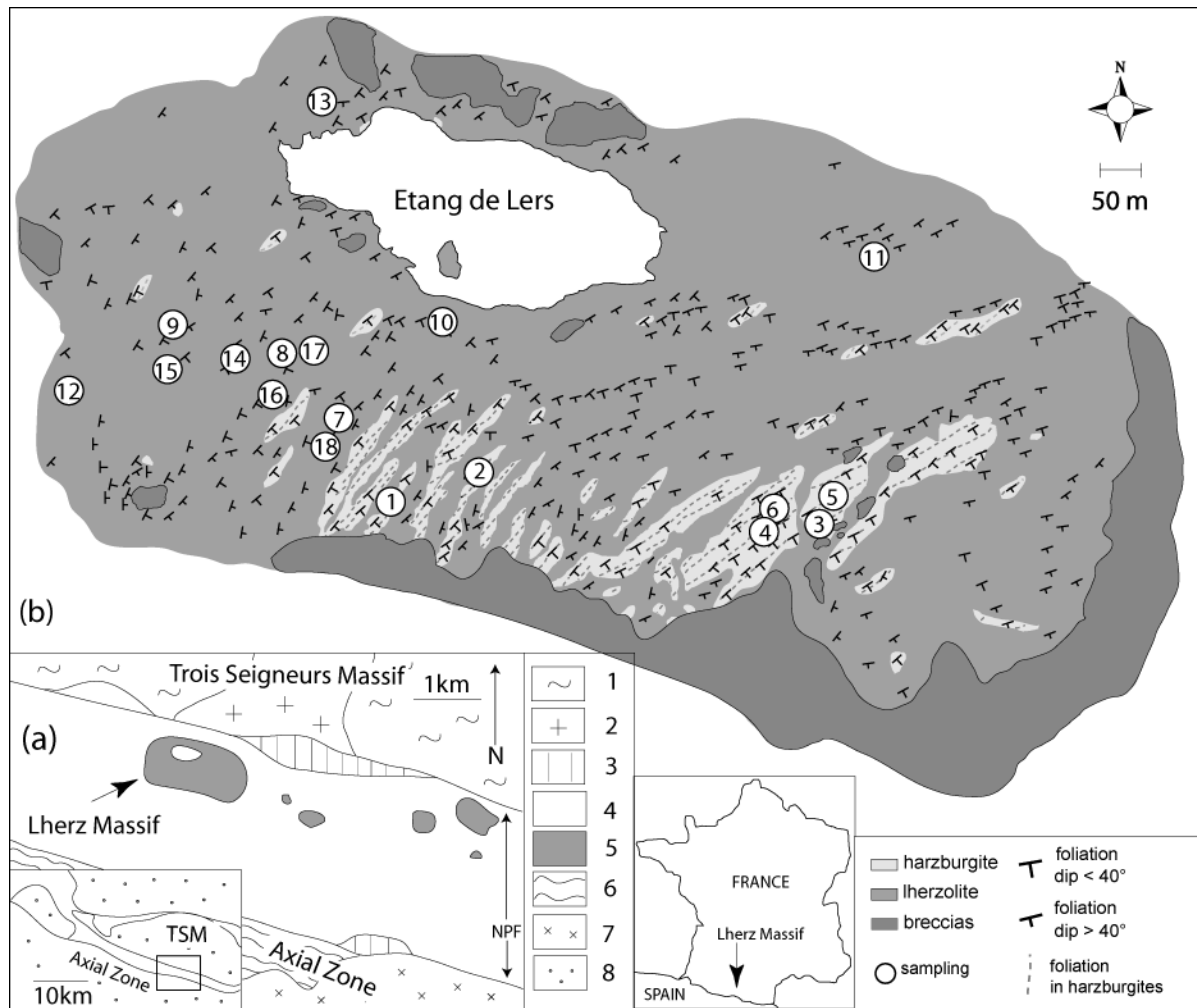 N
50 m
13
Etang de Lers
11
10
9
15
14
8
17
12
16
7
18
2
1
5
6
3
4
(b)
Trois Seigneurs Massif
1km
N
(a)
Lherz Massif
NPF
TSM
Axial Zone
Axial Zone
10km
1
2
3
4
5
6
7
8
FRANCE
Lherz Massif
SPAIN
harzburgite
lherzolite
breccias
sampling
foliation
dip < 40°
foliation
dip > 40°
foliation
in harzburgites